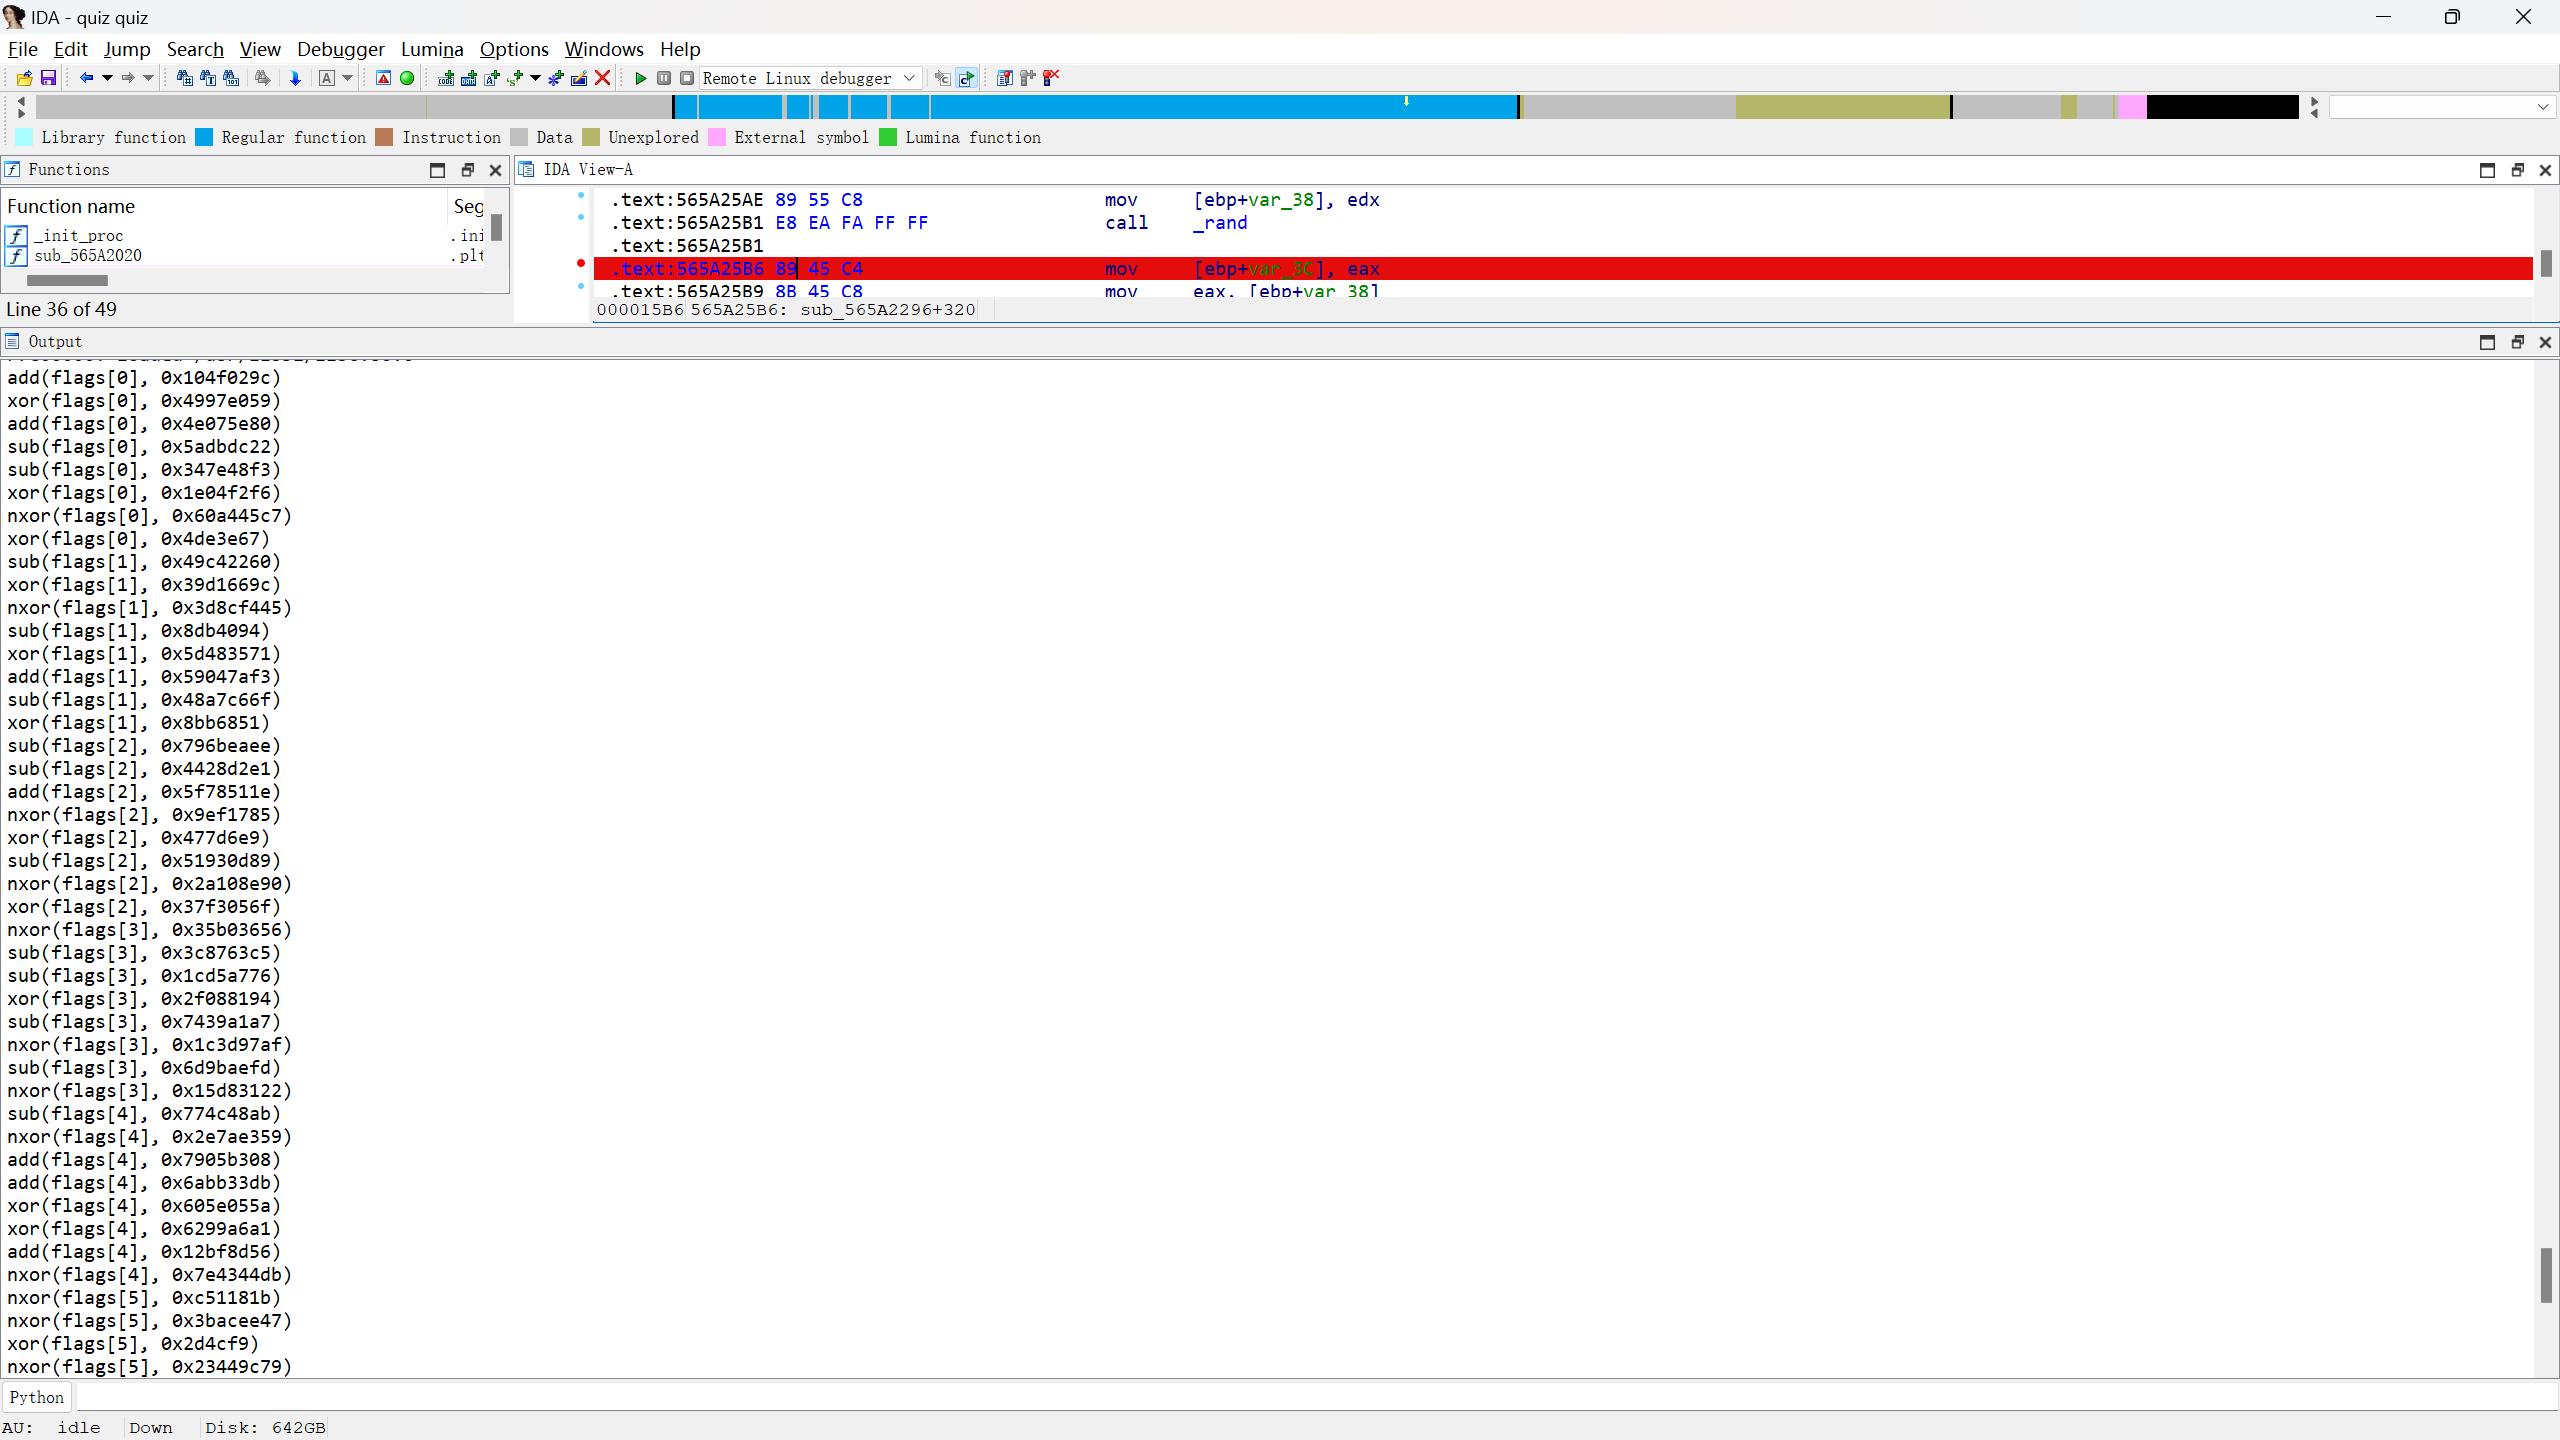 IDA - quiz quiz
File Edit Jump Search View Debugger Lumina Options Windows Help
Remote Linux debugger
Library function Regular function Instruction Data Unexplored External symbol Lumina function
Functions
Function name Seg
_init_proc .ini
sub_565A2020 .plt
Line 36 of 49
IDA View-A
.text:565A25AE 89 55 C8 mov [ebp+var_38], edx
.text:565A25B1 E8 EA FA FF FF call _rand
.text:565A25B1
.text:565A25B6 89 45 C4 mov [ebp+var_3C], eax
.text:565A25B9 8B 45 C8 mov eax, [ebp+var_38]
000015B6 565A25B6: sub_565A2296+320
Output
add(flags[0], 0x104f029c)
xor(flags[0], 0x4997e059)
add(flags[0], 0x4e075e80)
sub(flags[0], 0x5adbdc22)
sub(flags[0], 0x347e48f3)
xor(flags[0], 0x1e04f2f6)
nxor(flags[0], 0x60a445c7)
xor(flags[0], 0x4de3e67)
sub(flags[1], 0x49c42260)
xor(flags[1], 0x39d1669c)
nxor(flags[1], 0x3d8cf445)
sub(flags[1], 0x8db4094)
xor(flags[1], 0x5d483571)
add(flags[1], 0x59047af3)
sub(flags[1], 0x48a7c66f)
xor(flags[1], 0x8bb6851)
sub(flags[2], 0x796beaee)
sub(flags[2], 0x4428d2e1)
add(flags[2], 0x5f78511e)
nxor(flags[2], 0x9ef1785)
xor(flags[2], 0x477d6e9)
sub(flags[2], 0x51930d89)
nxor(flags[2], 0x2a108e90)
xor(flags[2], 0x37f3056f)
nxor(flags[3], 0x35b03656)
sub(flags[3], 0x3c8763c5)
sub(flags[3], 0x1cd5a776)
xor(flags[3], 0x2f088194)
sub(flags[3], 0x7439a1a7)
nxor(flags[3], 0x1c3d97af)
sub(flags[3], 0x6d9baefd)
nxor(flags[3], 0x15d83122)
sub(flags[4], 0x774c48ab)
nxor(flags[4], 0x2e7ae359)
add(flags[4], 0x7905b308)
add(flags[4], 0x6abb33db)
xor(flags[4], 0x605e055a)
xor(flags[4], 0x6299a6a1)
add(flags[4], 0x12bf8d56)
nxor(flags[4], 0x7e4344db)
nxor(flags[5], 0xc51181b)
nxor(flags[5], 0x3bacee47)
xor(flags[5], 0x2d4cf9)
nxor(flags[5], 0x23449c79)
Python
AU: idle Down Disk: 642GB